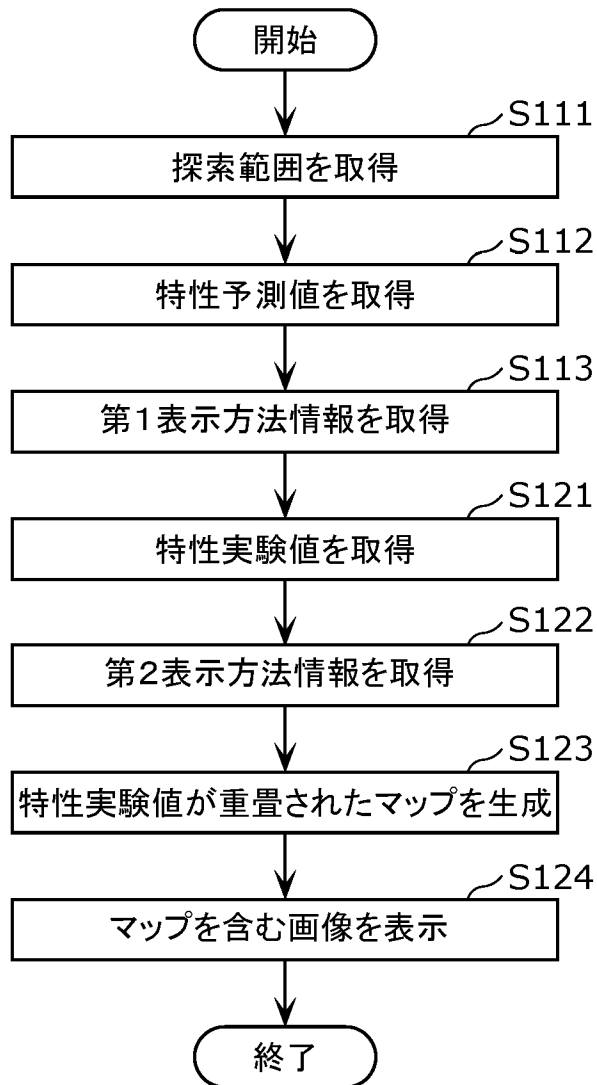 開始
S111
探索範囲を取得
S112
特性予測値を取得
S113
第1表示方法情報を取得
S121
特性実験値を取得
S122
第2表示方法情報を取得
S123
特性実験値が重畳されたマップを生成
S124
マップを含む画像を表示
終了